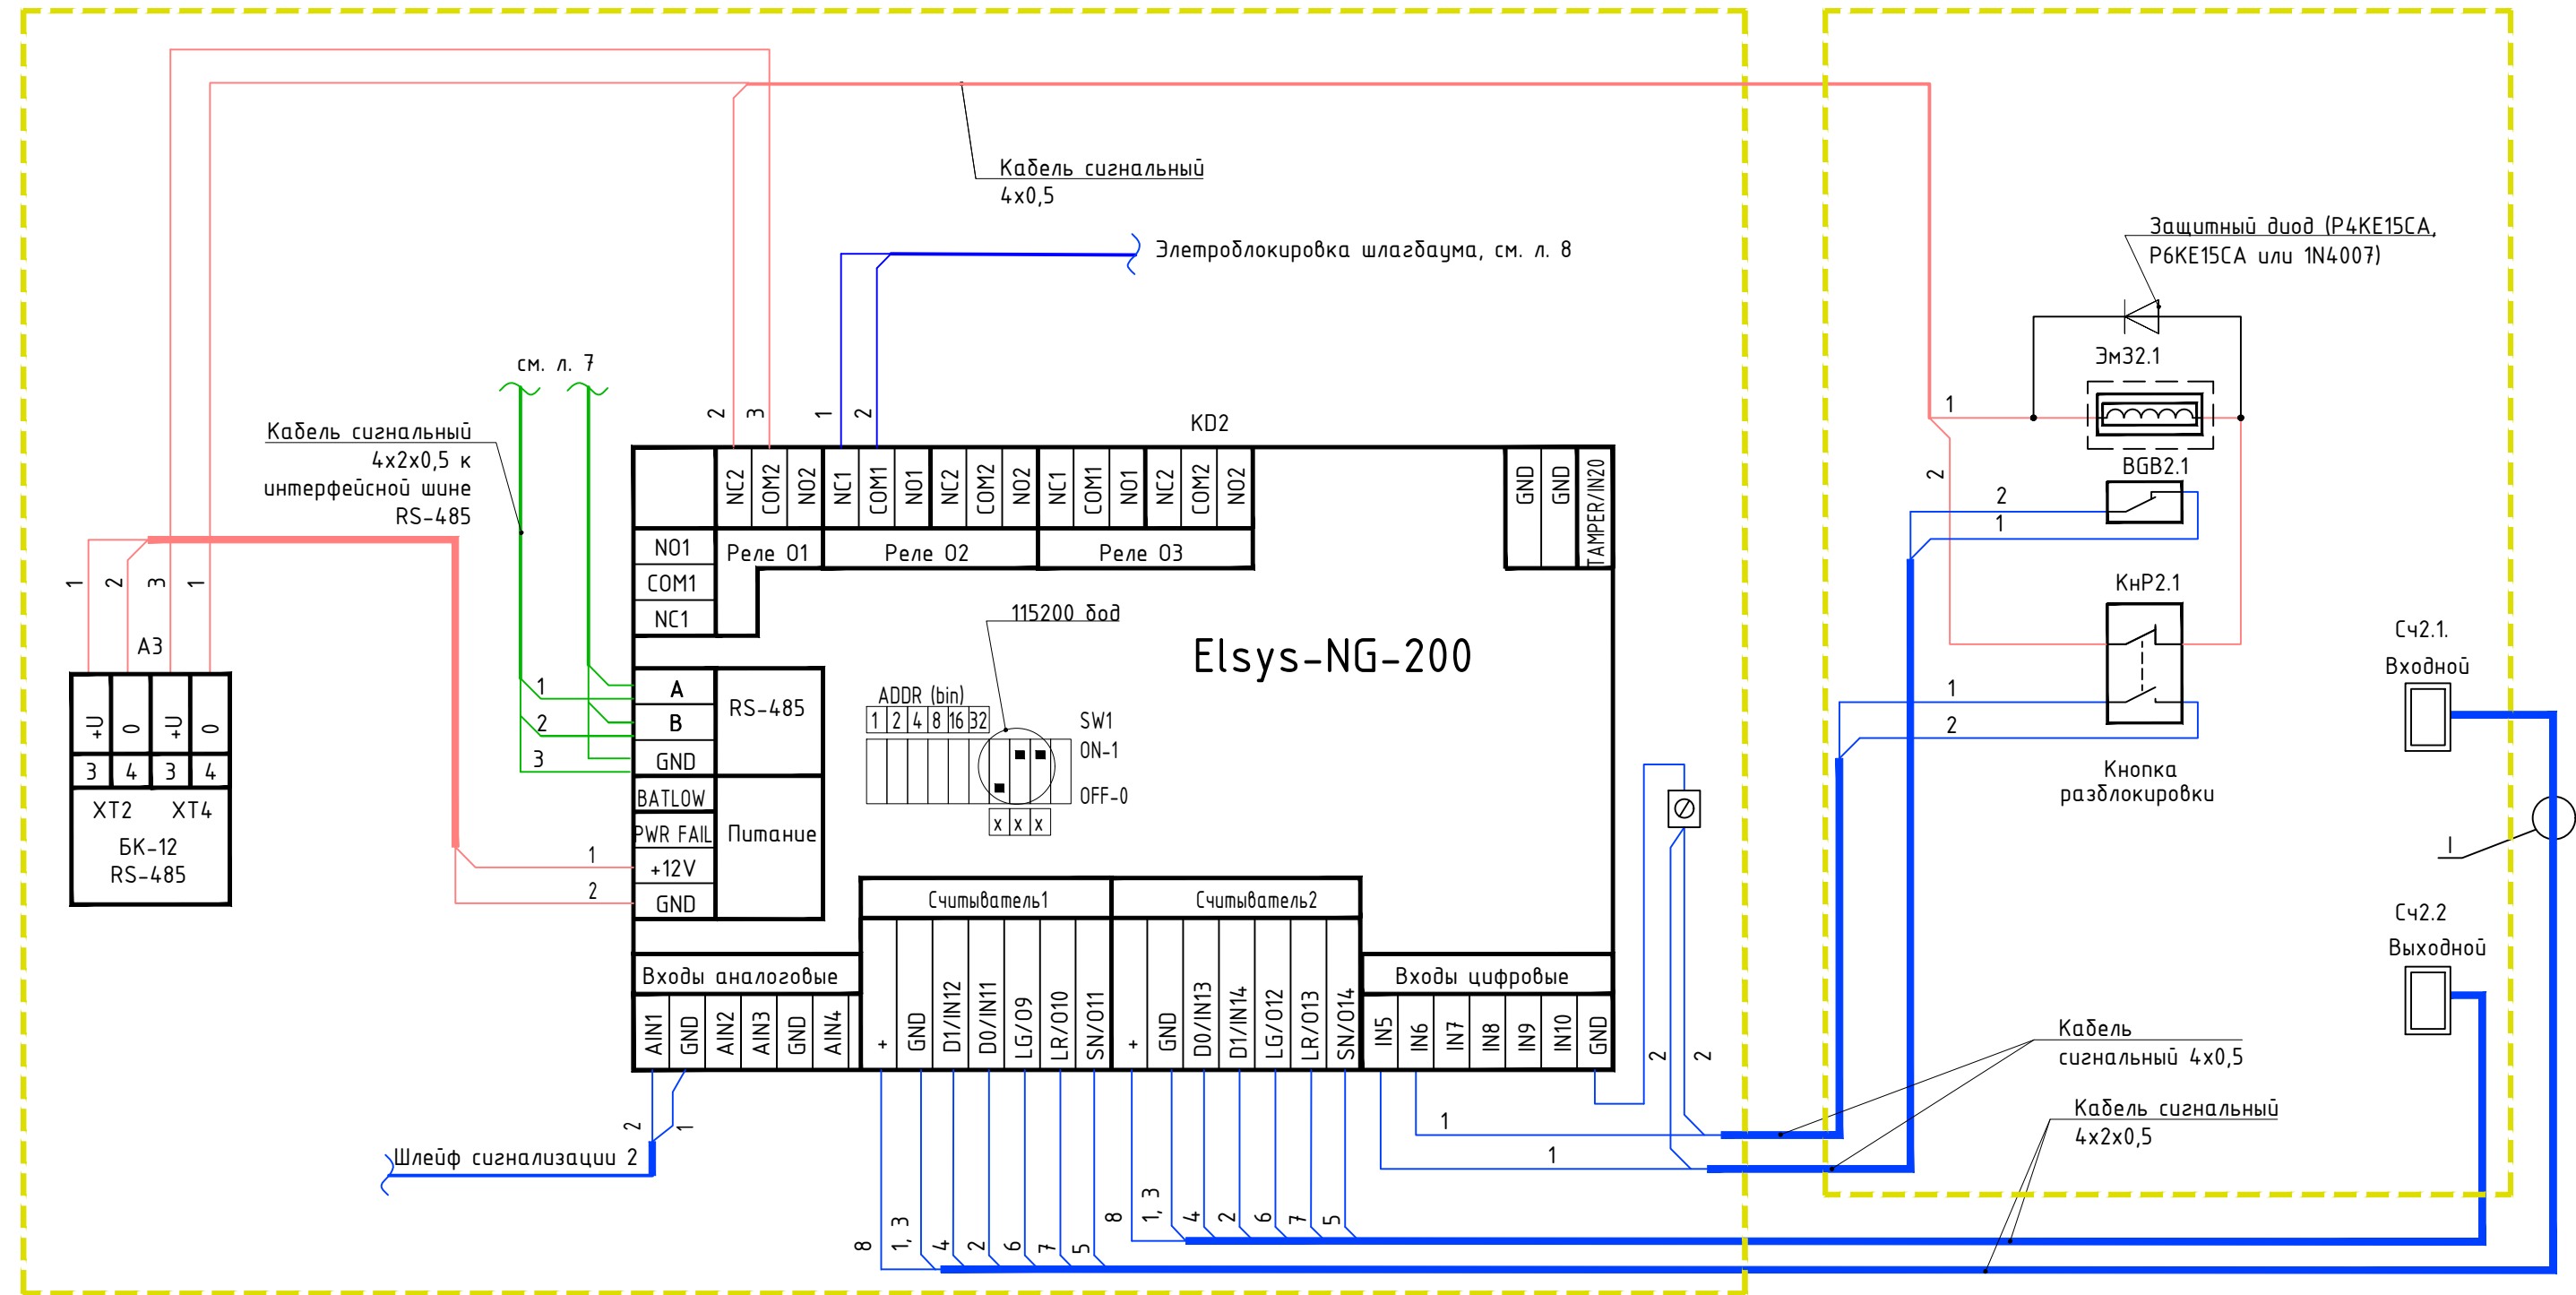 Кабель сигнальный
4х0,5
Элетроблокировка шлагбаума, см. л. 8
Защитный диод (P4KE15CA,
P6KE15CA или 1N4007)
ЭмЗ2.1
1
2
BGB2.1
2
1
КнР2.1
1
2
Кнопка
разблокировки
Сч2.1.
Входной
I
Сч2.2
Выходной
см. л. 7
Кабель сигнальный
4х2х0,5 к
интерфейсной шине
RS-485
1
2
3
1
А3
+U
0
+U
0
3
4
3
4
XT2
XT4
БК-12
RS-485
2
3
1
2
KD2
NC2
COM2
NO2
NC1
COM1
NO1
NC2
COM2
NO2
NC1
COM1
NO1
NC2
COM2
NO2
GND
GND
TAMPER/IN20
NO1
COM1
NC1
Реле O1
Реле O2
Реле O3
115200 бод
Elsys-NG-200
1
2
3
A
B
GND
RS-485
BATLOW
PWR FAIL
+12V
GND
Питание
1
2
ADDR (bin)
1 2 4 8 16 32
SW1
ON-1
OFF-0
x x x
Считыватель1
Считыватель2
Входы аналоговые
Входы цифровые
AIN1
GND
AIN2
AIN3
GND
AIN4
+
GND
D1/IN12
D0/IN11
LG/O9
LR/O10
SN/O11
+
GND
D0/IN13
D1/IN14
LG/O12
LR/O13
SN/O14
IN5
IN6
IN7
IN8
IN9
IN10
GND
2
2
1
1
2
1
Шлейф сигнализации 2
8
1, 3
4
2
6
7
5
8
1, 3
4
2
6
7
5
Кабель
сигнальный 4х0,5
Кабель сигнальный
4х2х0,5